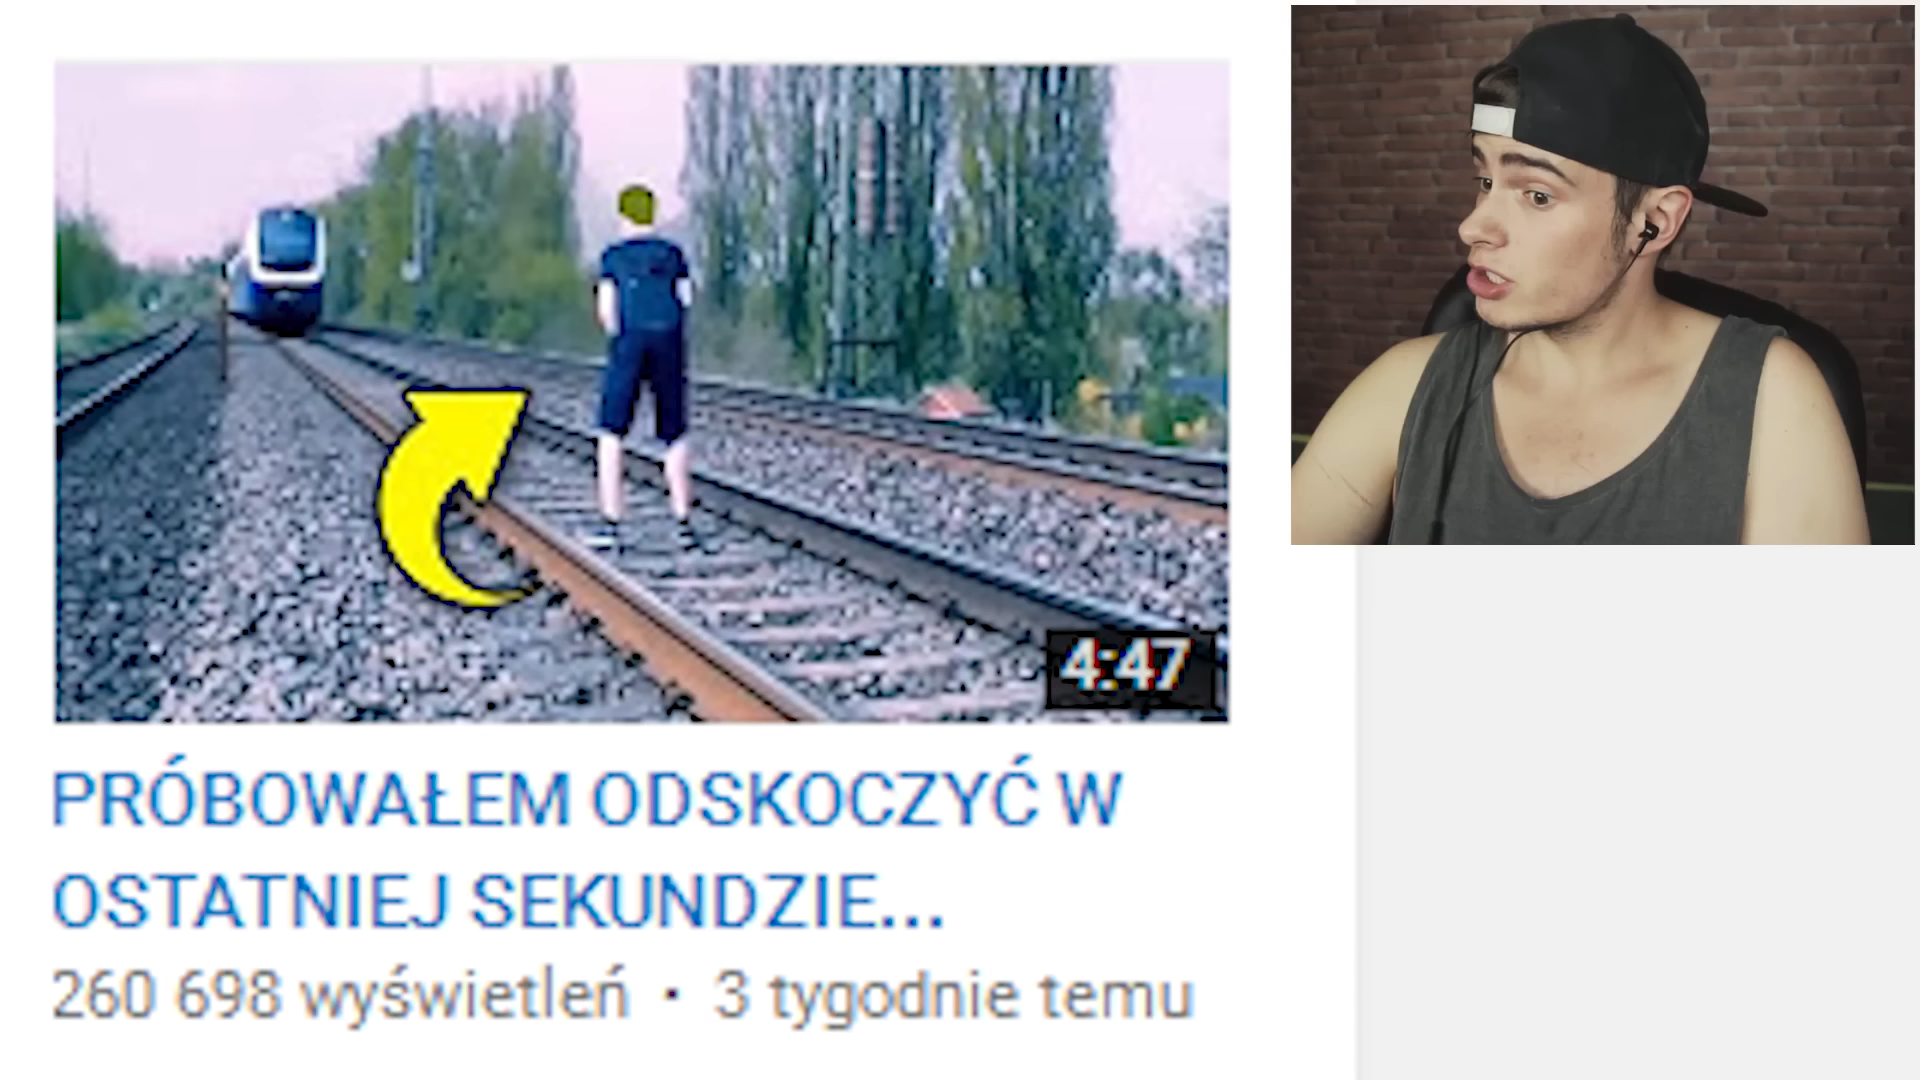 4:47
PRÓBOWAŁEM ODSKOCZYĆ W
OSTATNIEJ SEKUNDZIE...
260 698 wyświetleń • 3 tygodnie temu